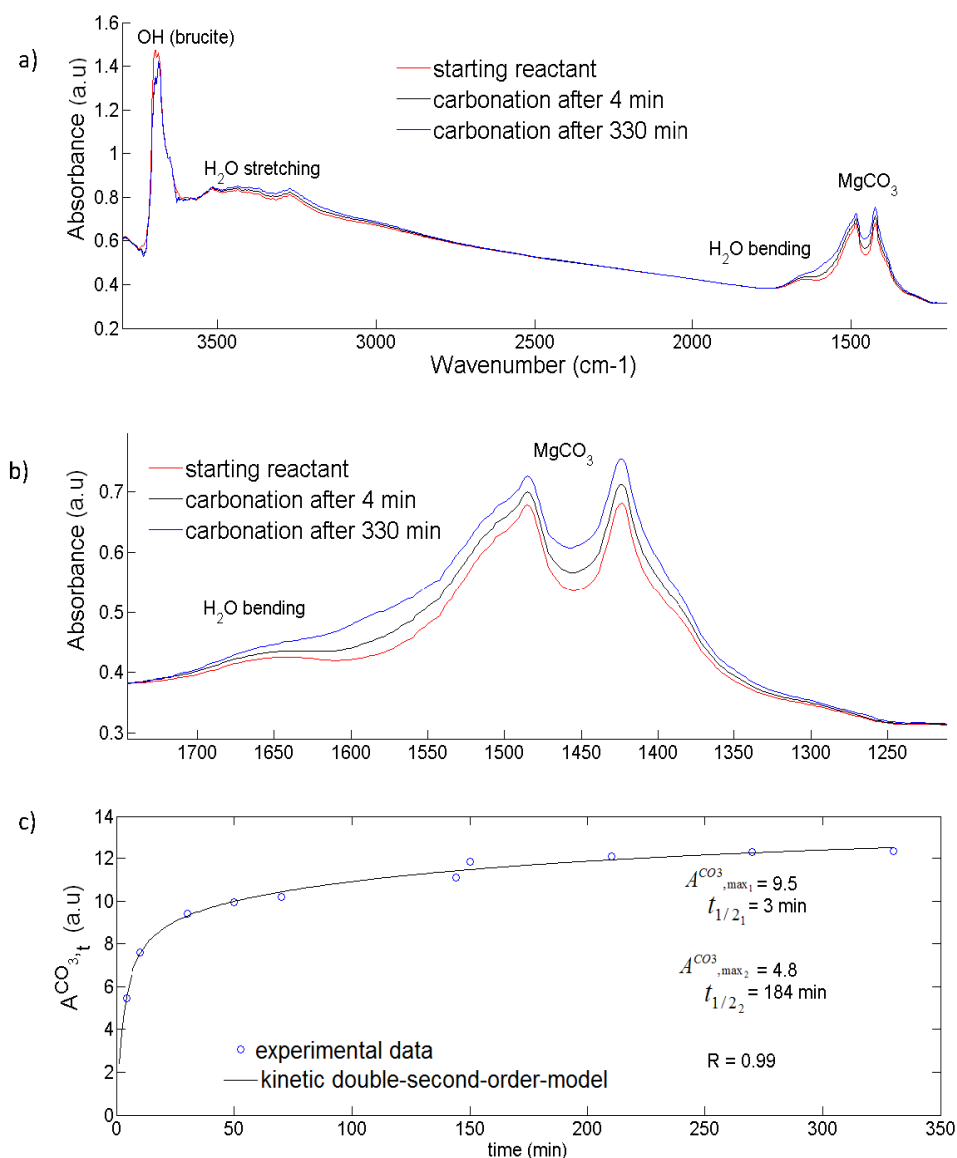 a)
1.6
1.4
1.2
1
0.8
0.6
0.4
0.2
Absorbance (a.u)
OH (brucite)
starting reactant
carbonation after 4 min
carbonation after 330 min
H₂O stretching
MgCO₃
H₂O bending
3500 3000 2500 2000 1500
Wavenumber (cm-1)
b)
0.7
0.6
0.5
0.4
0.3
Absorbance (a.u)
MgCO₃
starting reactant
carbonation after 4 min
carbonation after 330 min
H₂O bending
1700 1650 1600 1550 1500 1450 1400 1350 1300 1250
c)
14
12
10
8
6
4
2
0
A^CO₃,t (a.u)
A^CO3,max₁ = 9.5
t_1/2₁ = 3 min
A^CO3,max₂ = 4.8
t_1/2₂ = 184 min
R = 0.99
experimental data
kinetic double-second-order-model
0 50 100 150 200 250 300 350
time (min)